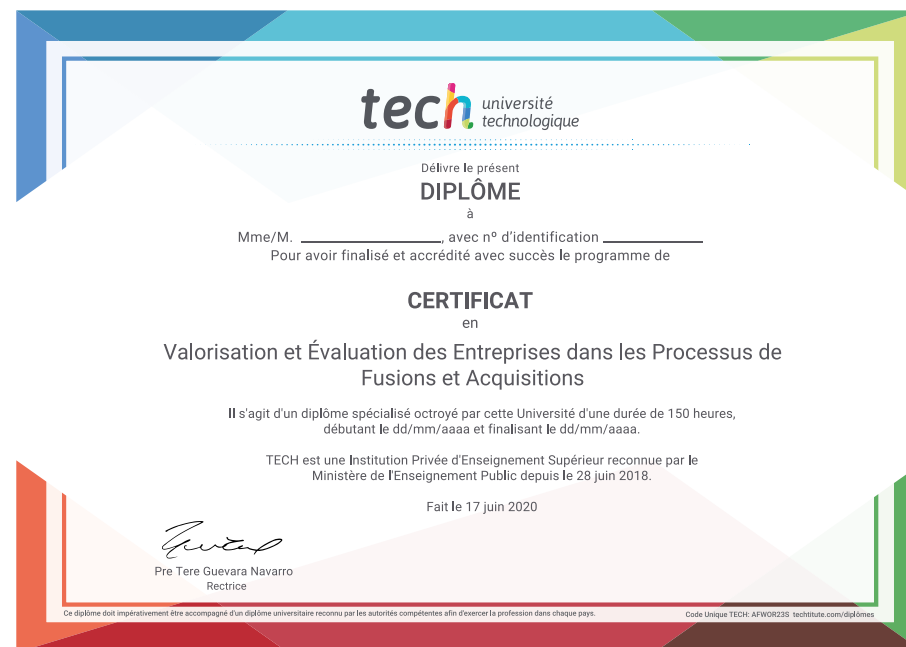 tech université
technologique
Délivre le présent
DIPLÔME
à
Mme/M. ____________________, avec nº d'identification ______________
Pour avoir finalisé et accrédité avec succès le programme de
CERTIFICAT
en
Valorisation et Évaluation des Entreprises dans les Processus de
Fusions et Acquisitions
Il s'agit d'un diplôme spécialisé octroyé par cette Université d'une durée de 150 heures,
débutant le dd/mm/aaaa et finalisant le dd/mm/aaaa.
TECH est une Institution Privée d'Enseignement Supérieur reconnue par le
Ministère de l'Enseignement Public depuis le 28 juin 2018.
Fait le 17 juin 2020
Pre Tere Guevara Navarro
Rectrice
Ce diplôme doit impérativement être accompagné d'un diplôme universitaire reconnu par les autorités compétentes afin d'exercer la profession dans chaque pays.
Code Unique TECH: AFWOR23S techtitute.com/diplômes